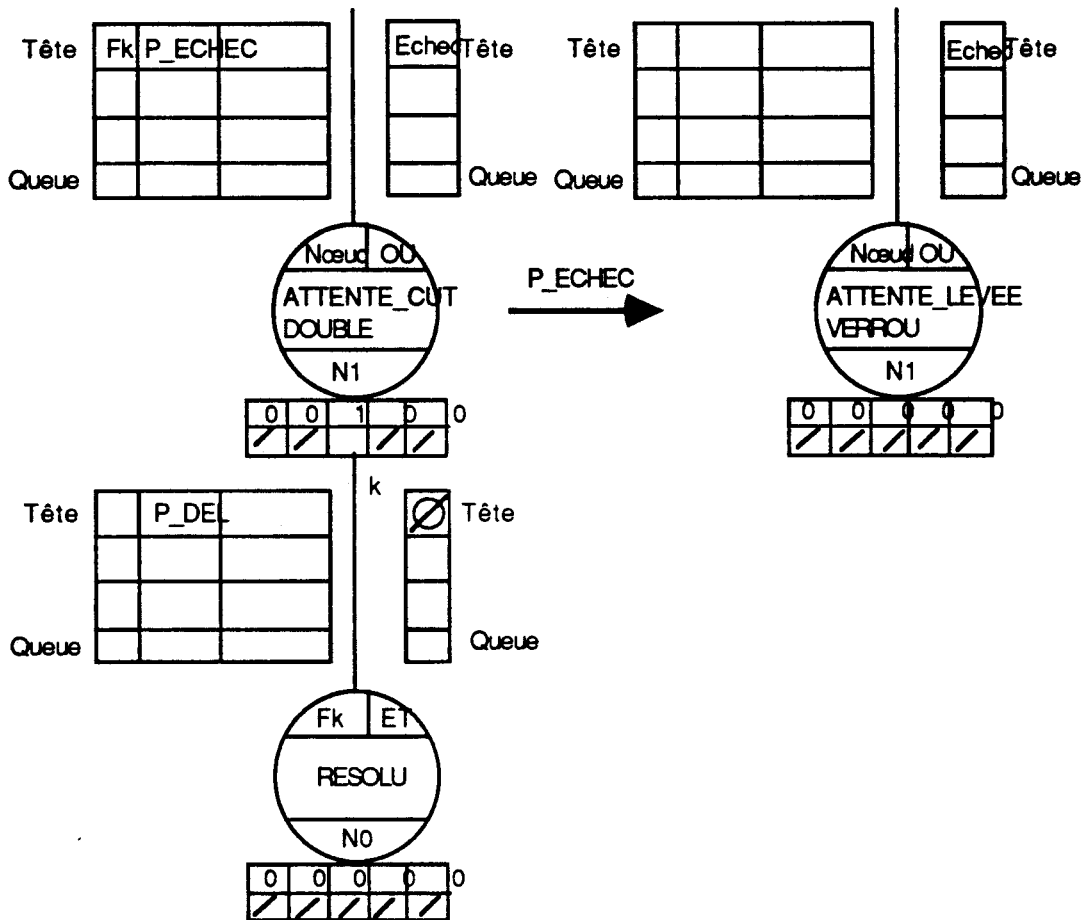 Tête Fk P_ECHEC Echec Tête Tête Echec Tête
Queue Queue Queue Queue
Nœud OU Nœud OU
P_ECHEC
ATTENTE_CUT ATTENTE_LEVEE
DOUBLE VERROU
N1 N1
0 0 1 0 0 0 0 0 0 0
k
Tête P_DEL Ø Tête
Queue Queue
Fk ET
RESOLU
N0
0 0 0 0 0